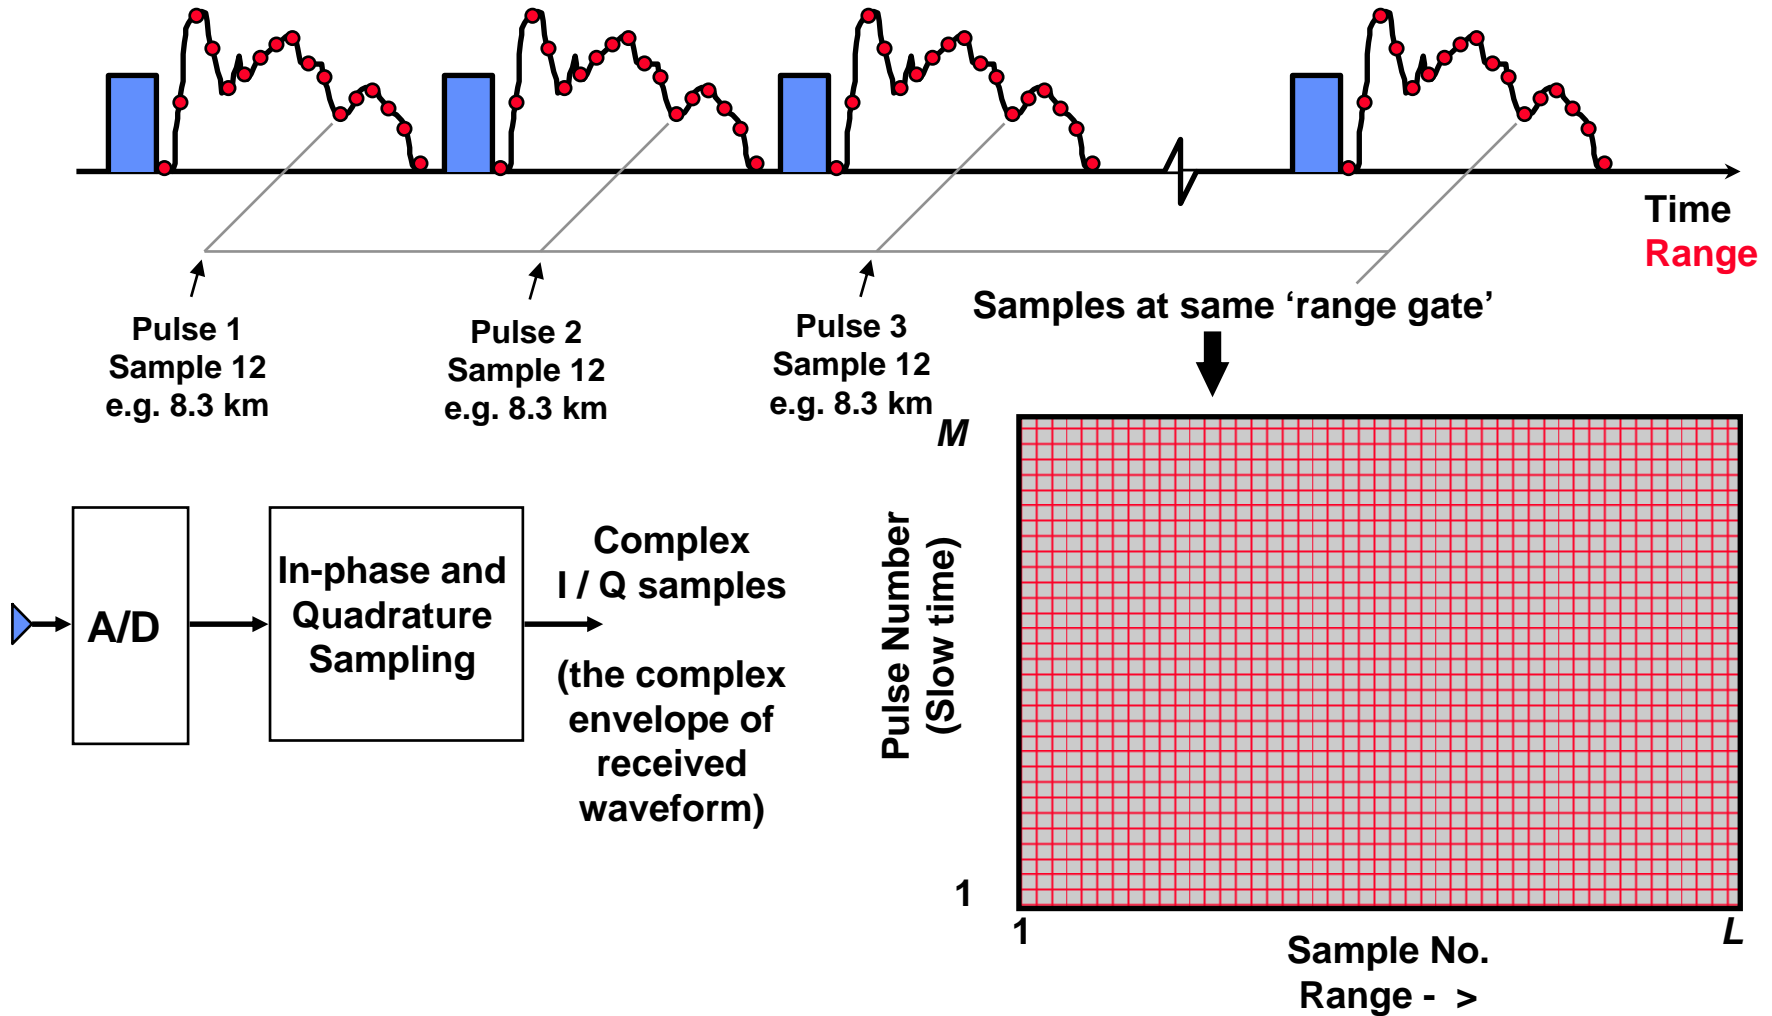 Time
Range
Pulse 1
Sample 12
e.g. 8.3 km
Pulse 2
Sample 12
e.g. 8.3 km
Pulse 3
Sample 12
e.g. 8.3 km
Samples at same ‘range gate’
A/D
In-phase and
Quadrature
Sampling
Complex
I / Q samples
(the complex
envelope of
received
waveform)
M
Pulse Number
(Slow time)
1
1
L
Sample No.
Range - >